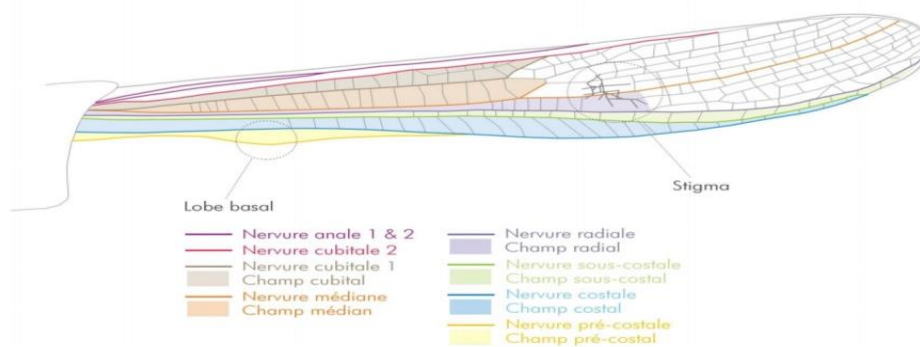 Lobe basal
Stigma
Nervure anale 1 & 2
Nervure cubitale 2
Nervure cubitale 1
Champ cubital
Nervure médiane
Champ médian
Nervure radiale
Champ radial
Nervure sous-costale
Champ sous-costal
Nervure costale
Champ costal
Nervure pré-costale
Champ pré-costal